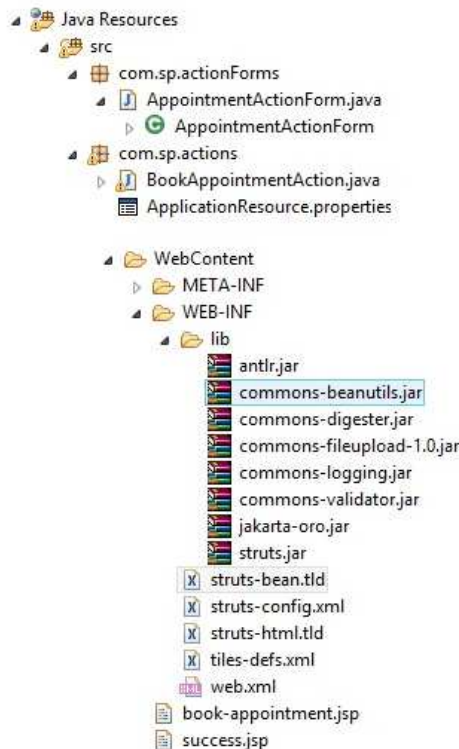 Java Resources
src
com.sp.actionForms
AppointmentActionForm.java
AppointmentActionForm
com.sp.actions
BookAppointmentAction.java
ApplicationResource.properties
WebContent
META-INF
WEB-INF
lib
antlr.jar
commons-beanutils.jar
commons-digester.jar
commons-fileupload-1.0.jar
commons-logging.jar
commons-validator.jar
jakarta-oro.jar
struts.jar
struts-bean.tld
struts-config.xml
struts-html.tld
tiles-defs.xml
web.xml
book-appointment.jsp
success.jsp